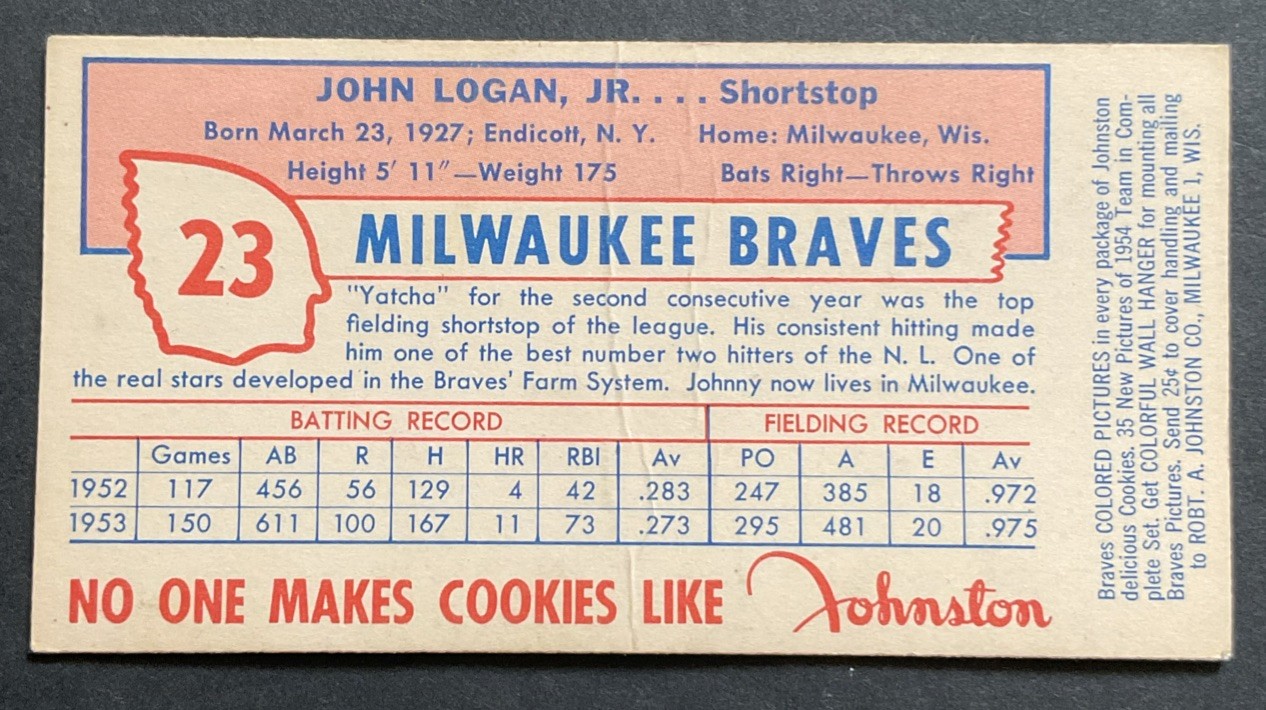 JOHN LOGAN, JR. . . . Shortstop
Born March 23, 1927; Endicott, N. Y. Home: Milwaukee, Wis.
Height 5' 11"—Weight 175 Bats Right—Throws Right
23
MILWAUKEE BRAVES
"Yatcha" for the second consecutive year was the top
fielding shortstop of the league. His consistent hitting made
him one of the best number two hitters of the N. L. One of
the real stars developed in the Braves' Farm System. Johnny now lives in Milwaukee.
BATTING RECORD FIELDING RECORD
Games AB R H HR RBI Av PO A E Av
1952 117 456 56 129 4 42 .283 247 385 18 .972
1953 150 611 100 167 11 73 .273 295 481 20 .975
NO ONE MAKES COOKIES LIKE Johnston
Braves COLORED PICTURES in every package of Johnston
delicious Cookies. 35 New Pictures of 1954 Team in Com-
plete Set. Get COLORFUL WALL HANGER for mounting all
Braves Pictures. Send 25¢ to cover handling and mailing
to ROBT. A. JOHNSTON CO., MILWAUKEE 1, WIS.